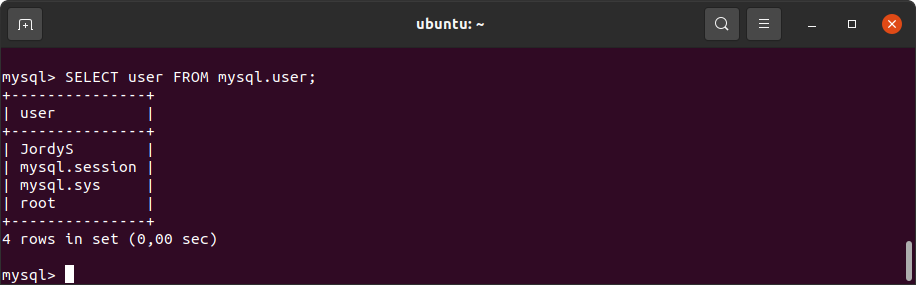 ubuntu: ~
mysql> SELECT user FROM mysql.user;
+---------------+
| user          |
+---------------+
| JordyS        |
| mysql.session |
| mysql.sys     |
| root          |
+---------------+
4 rows in set (0,00 sec)
mysql>